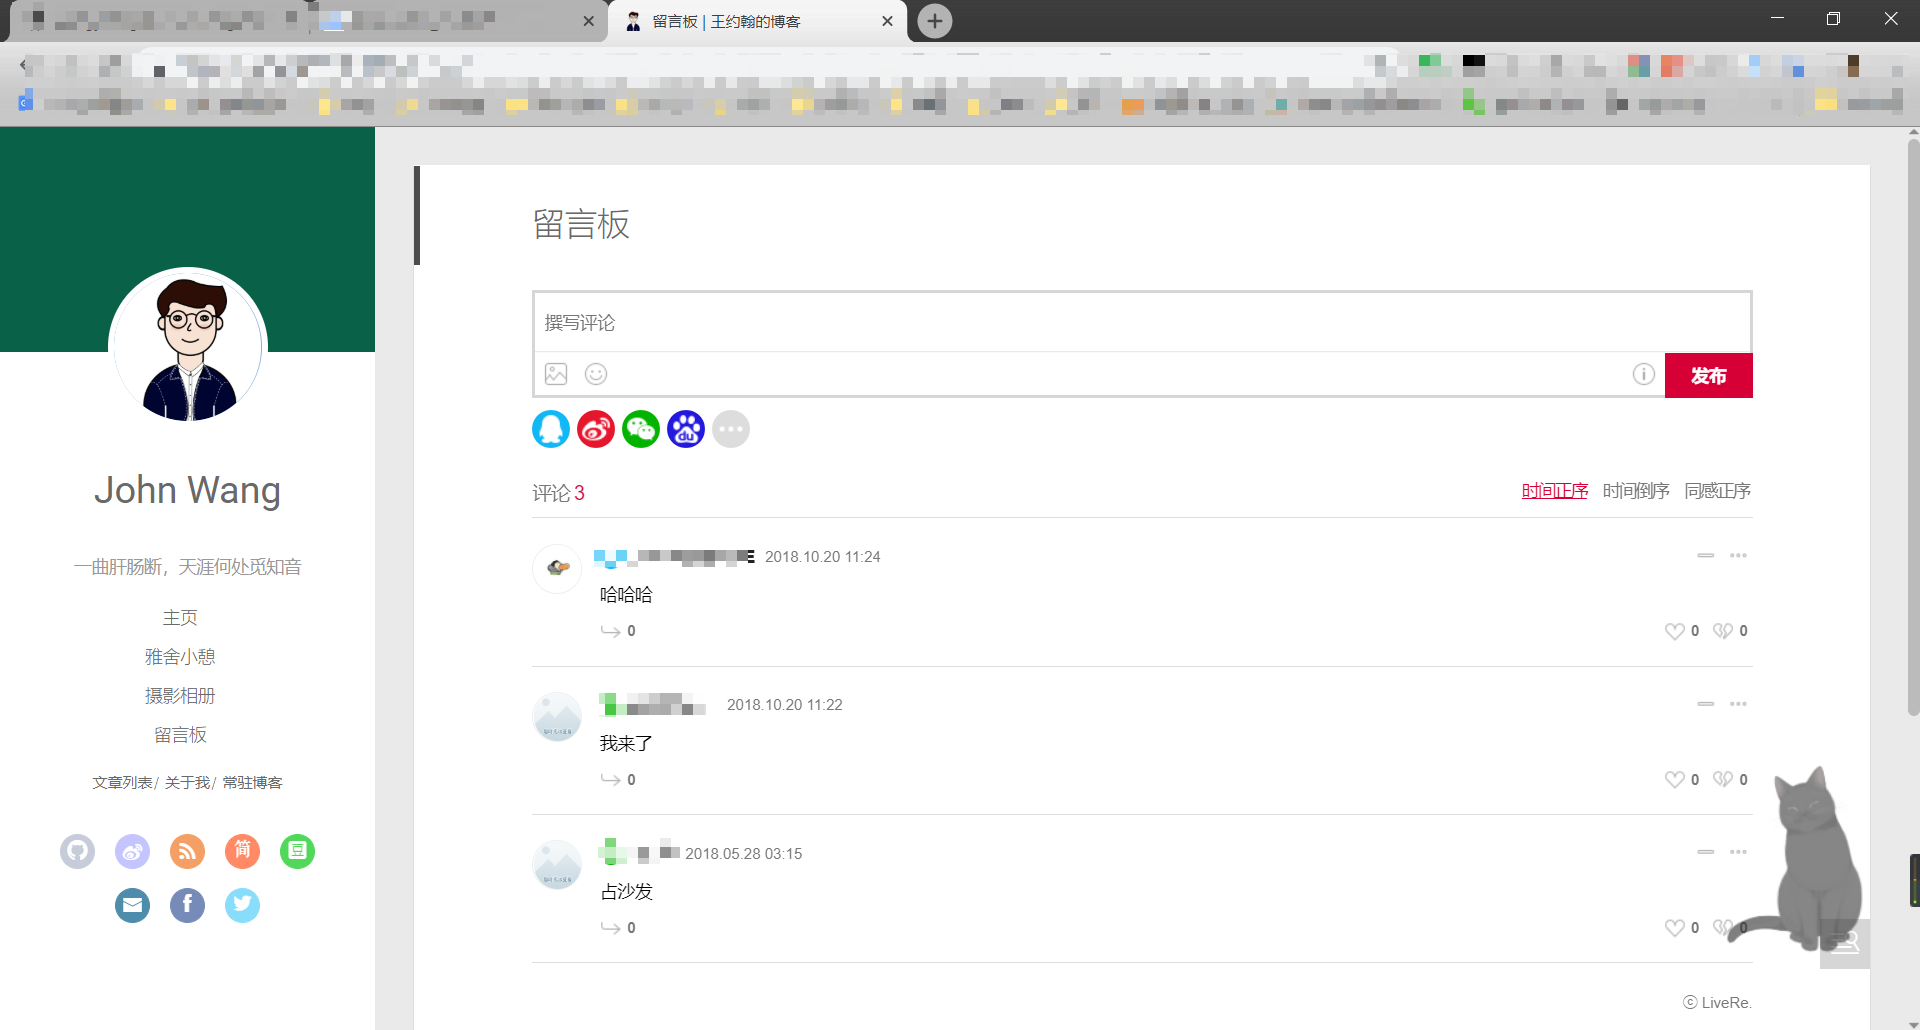 留言板 | 王约翰的博客
John Wang
一曲肝肠断，天涯何处觅知音
主页
雅舍小憩
摄影相册
留言板
文章列表/ 关于我/ 常驻博客
简
豆
留言板
撰写评论
发布
du
评论 3
时间正序 时间倒序 同感正序
2018.10.20 11:24
哈哈哈
0 0 0
2018.10.20 11:22
我来了
0 0 0
2018.05.28 03:15
占沙发
0 0 0
ⓒ LiveRe.